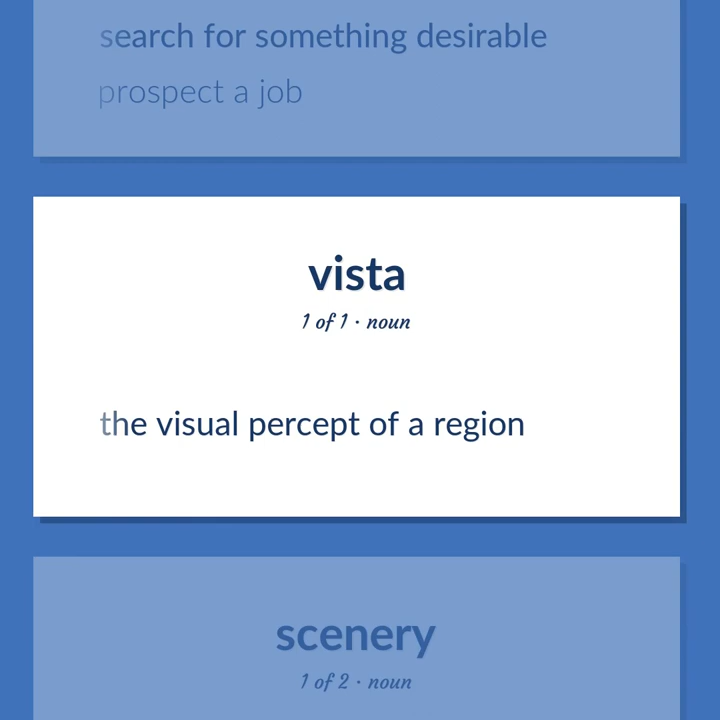 search for something desirable
prospect a job
vista
1 of 1 · noun
the visual percept of a region
scenery
1 of 2 · noun